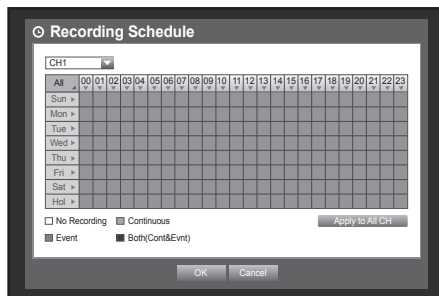 Recording Schedule
CH1
All 00 01 02 03 04 05 06 07 08 09 10 11 12 13 14 15 16 17 18 19 20 21 22 23
Sun
Mon
Tue
Wed
Thu
Fri
Sat
Hol
No Recording Continuous Apply to All CH
Event Both(Cont&Evnt)
OK Cancel